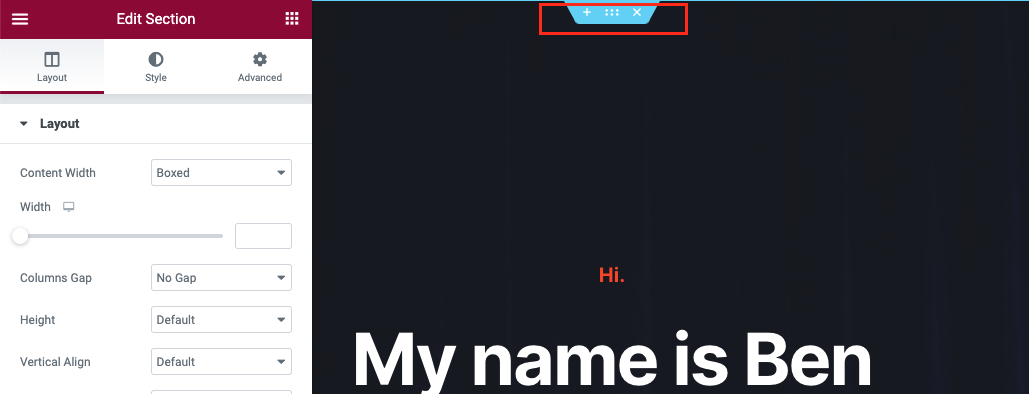 Edit Section
Layout
Style
Advanced
Layout
Content Width
Boxed
Width
Columns Gap
No Gap
Height
Default
Vertical Align
Default
Hi.
My name is Ben